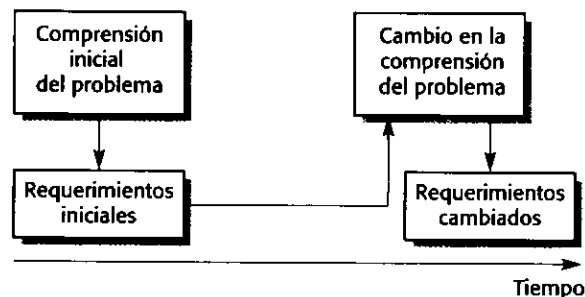 Comprensión
inicial
del problema
Cambio en la
comprensión
del problema
Requerimientos
iniciales
Requerimientos
cambiados
Tiempo